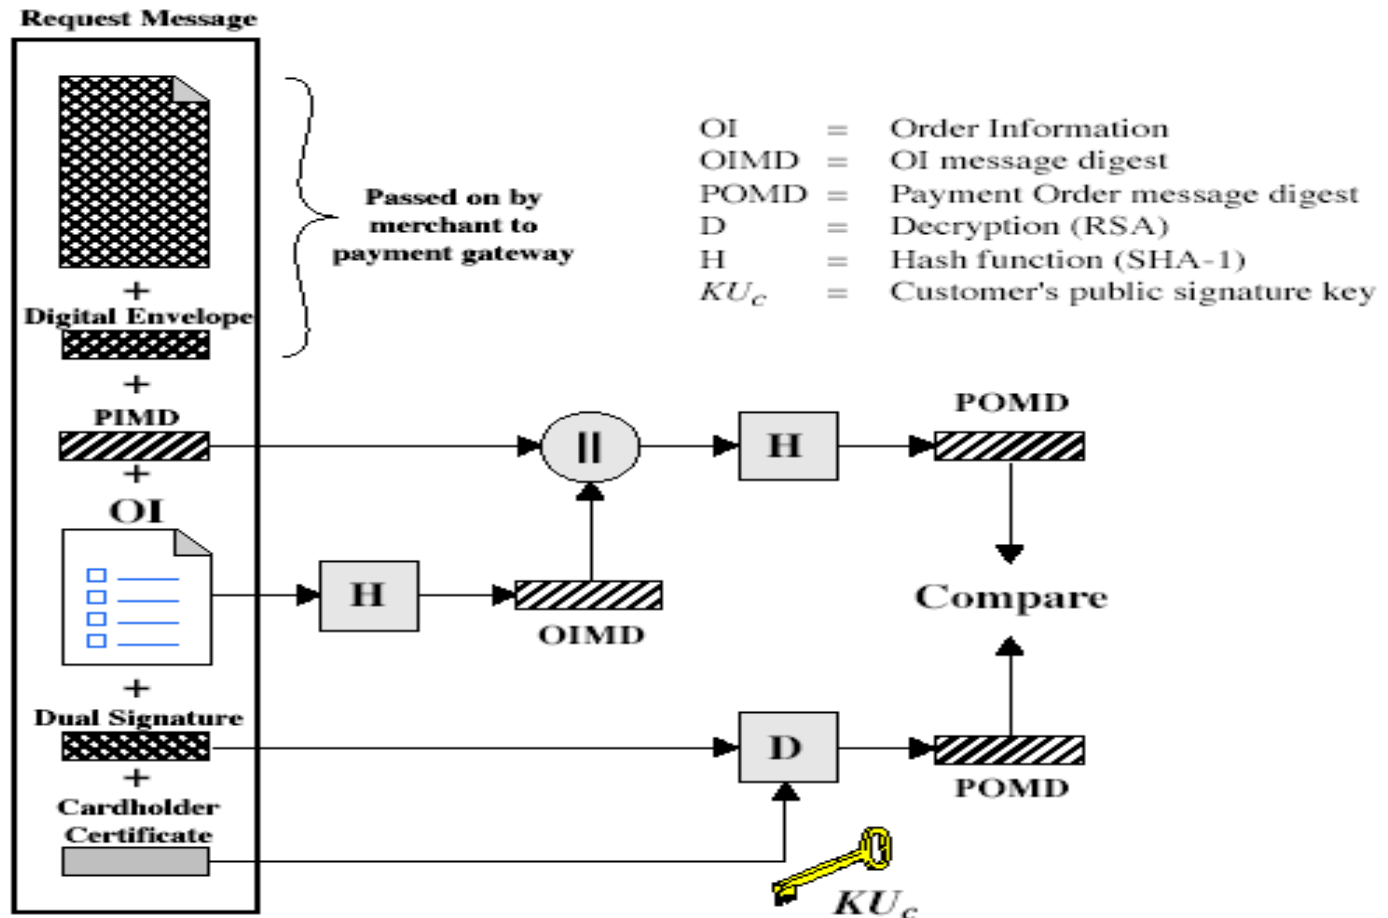 Request Message
OI = Order Information
OIMD = OI message digest
POMD = Payment Order message digest
D = Decryption (RSA)
H = Hash function (SHA-1)
KUc = Customer's public signature key
Passed on by
merchant to
payment gateway
+
Digital Envelope
+
PIMD
||
H
POMD
+
OI
H
OIMD
Compare
+
Dual Signature
D
POMD
+
Cardholder
Certificate
KUc